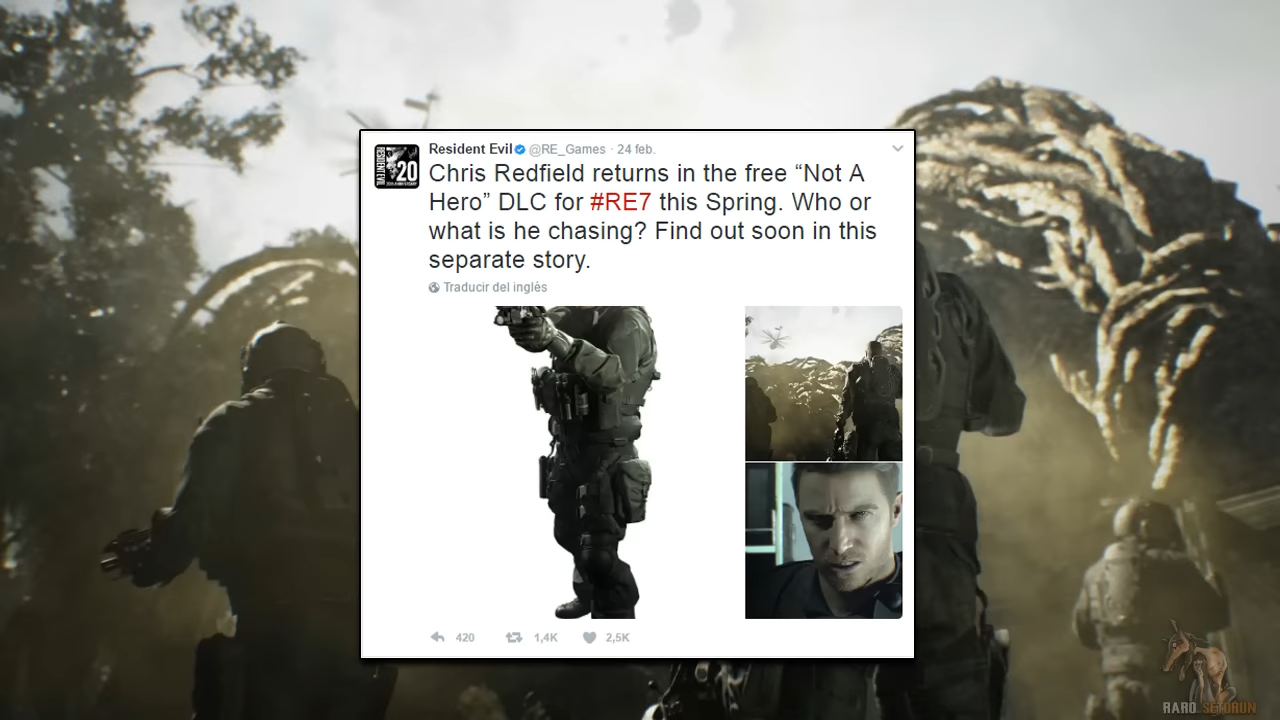 Resident Evil @RE_Games · 24 feb.
Chris Redfield returns in the free “Not A
Hero” DLC for #RE7 this Spring. Who or
what is he chasing? Find out soon in this
separate story.
Traducir del inglés
420 1,4K 2,5K
RESIDENT EVIL
20
RARO